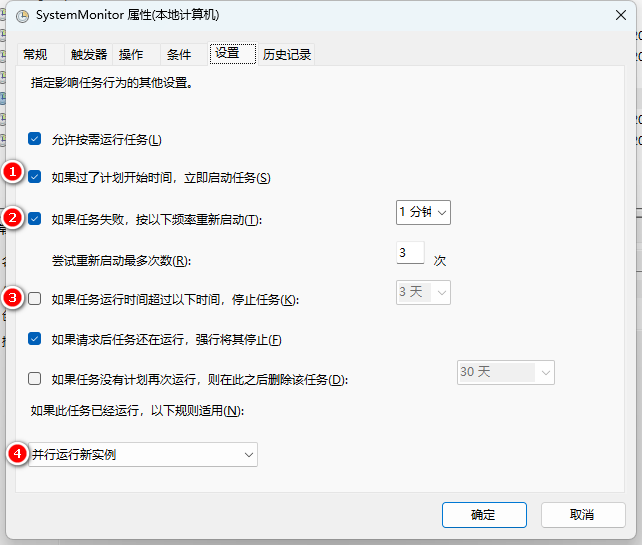 SystemMonitor 属性(本地计算机)
常规 触发器 操作 条件 设置 历史记录
指定影响任务行为的其他设置。
允许按需运行任务(L)
1 如果过了计划开始时间，立即启动任务(S)
2 如果任务失败，按以下频率重新启动(T): 1 分钟
尝试重新启动最多次数(R): 3 次
3 如果任务运行时间超过以下时间，停止任务(K): 3 天
如果请求后任务还在运行，强行将其停止(F)
如果任务没有计划再次运行，则在此之后删除该任务(D): 30 天
如果此任务已经运行，以下规则适用(N):
4 并行运行新实例
确定 取消